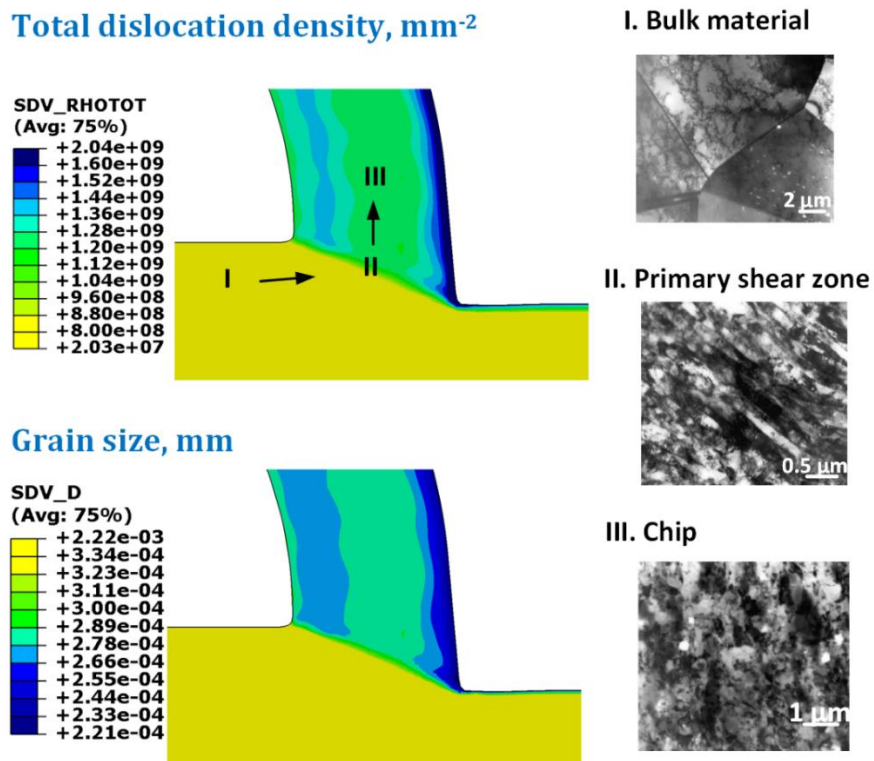 Total dislocation density, mm-2
SDV_RHOTOT
(Avg: 75%)
+2.04e+09
+1.60e+09
+1.52e+09
+1.44e+09
+1.36e+09
+1.28e+09
+1.20e+09
+1.12e+09
+1.04e+09
+9.60e+08
+8.80e+08
+8.00e+08
+2.03e+07
I
II
III
Grain size, mm
SDV_D
(Avg: 75%)
+2.22e-03
+3.34e-04
+3.23e-04
+3.11e-04
+3.00e-04
+2.89e-04
+2.78e-04
+2.66e-04
+2.55e-04
+2.44e-04
+2.33e-04
+2.21e-04
I. Bulk material
2 μm
II. Primary shear zone
0.5 μm
III. Chip
1 μm